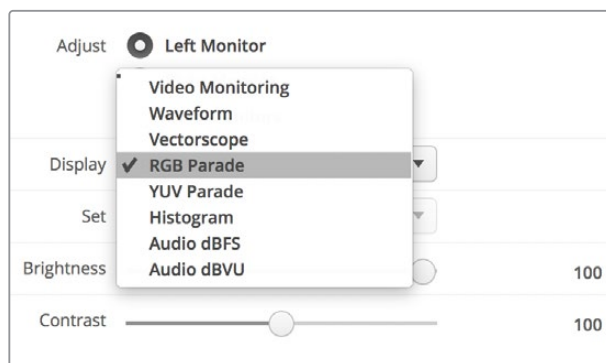 Adjust Left Monitor
Video Monitoring
Waveform
Vectorscope
Display ✓ RGB Parade
YUV Parade
Set Histogram
Audio dBFS
Brightness Audio dBVU 100
Contrast 100